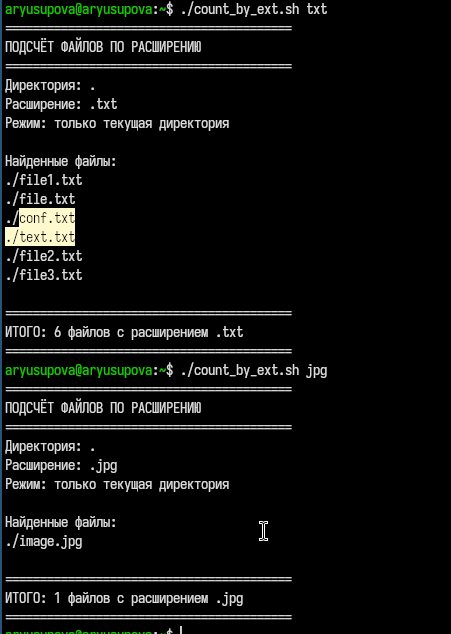 aryusupova@aryusupova:~$ ./count_by_ext.sh txt
========================================
ПОДСЧЁТ ФАЙЛОВ ПО РАСШИРЕНИЮ
========================================
Директория: .
Расширение: .txt
Режим: только текущая директория
Найденные файлы:
./file1.txt
./file.txt
./conf.txt
./text.txt
./file2.txt
./file3.txt
========================================
ИТОГО: 6 файлов с расширением .txt
========================================
aryusupova@aryusupova:~$ ./count_by_ext.sh jpg
========================================
ПОДСЧЁТ ФАЙЛОВ ПО РАСШИРЕНИЮ
========================================
Директория: .
Расширение: .jpg
Режим: только текущая директория
Найденные файлы:
./image.jpg
========================================
ИТОГО: 1 файлов с расширением .jpg
========================================
aryusupova@aryusupova:~$